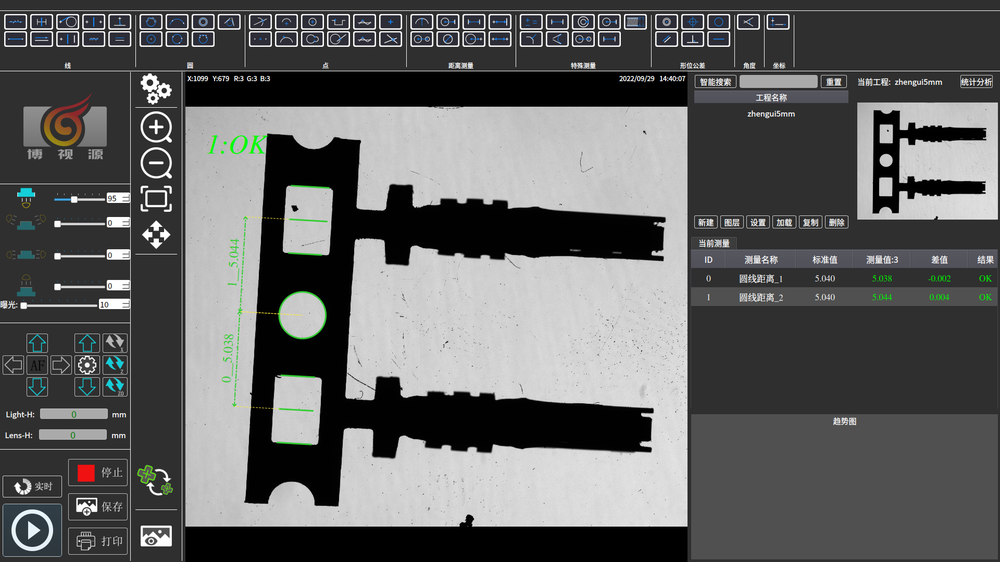 线
圆
点
距离测量
特殊测量
形位公差
角度
坐标
博 视 源
95
0
0
0
曝光: 10
X
AF
Z
Z0
Light-H: 0 mm
Lens-H: 0 mm
实时
停止
保存
打印
X:1099 Y:679 R:3 G:3 B:3
2022/09/29 14:40:07
1:OK
1__5.044
0__5.038
智能搜索
重置
当前工程: zhengui5mm
统计分析
工程名称
zhengui5mm
新建
图层
设置
加载
复制
删除
当前测量
ID 测量名称 标准值 测量值:3 差值 结果
0 圆线距离_1 5.040 5.038 -0.002 OK
1 圆线距离_2 5.040 5.044 0.004 OK
趋势图